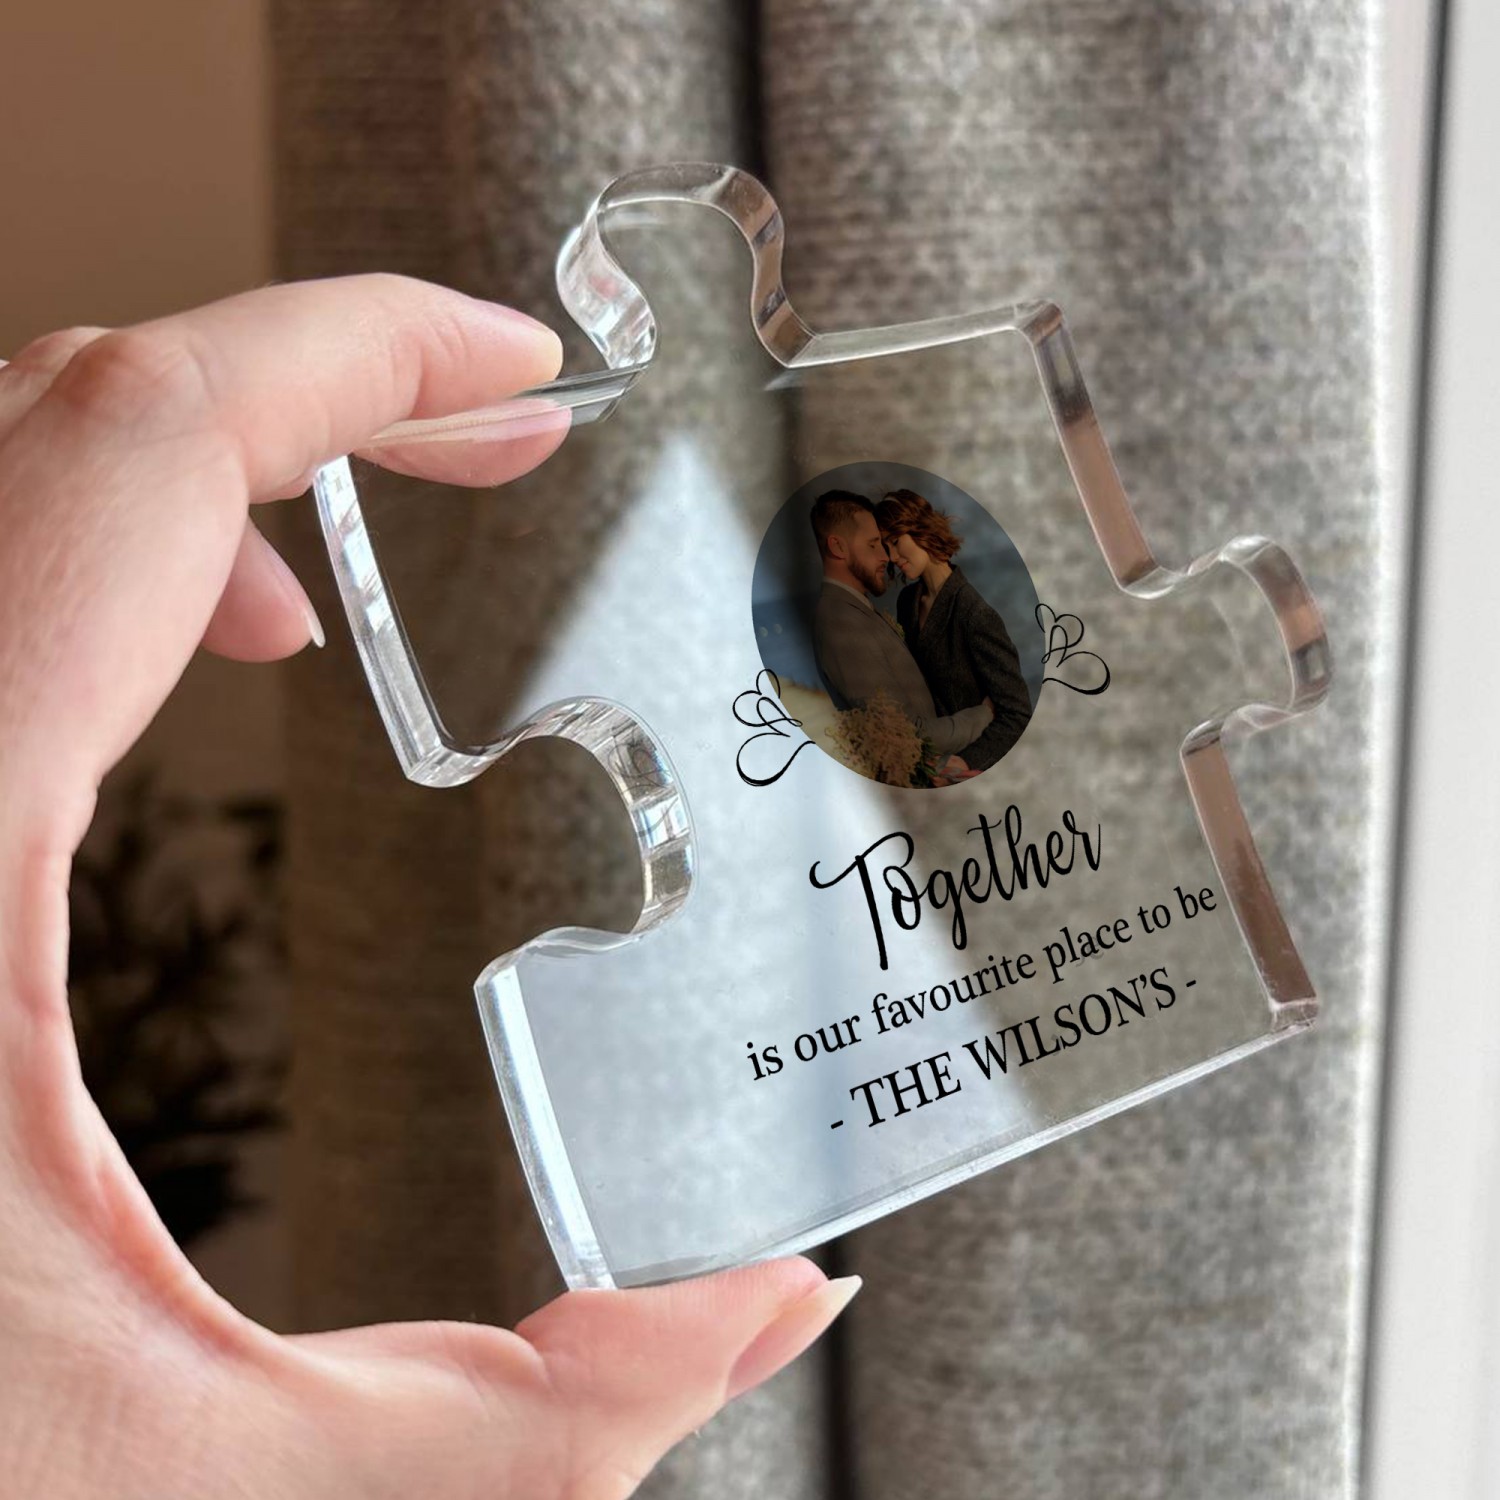 Together
is our favourite place to be
- THE WILSON'S -